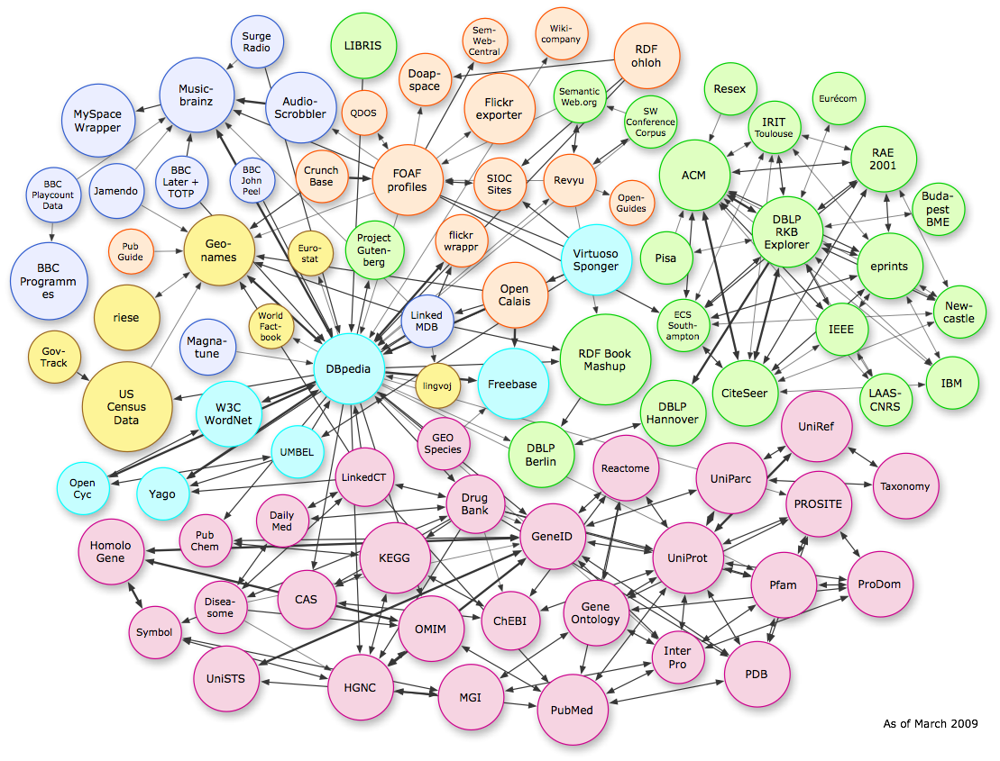 Surge
Radio
LIBRIS
Sem-
Web-
Central
Wiki-
company
RDF
ohloh
Doap-
space
Music-
brainz
MySpace
Wrapper
Audio-
Scrobbler
QDOS
Flickr
exporter
Semantic
Web.org
SW
Conference
Corpus
Resex
Eurécom
IRIT
Toulouse
RAE
2001
ACM
BBC
Playcount
Data
Jamendo
BBC
Later +
TOTP
BBC
John
Peel
Crunch
Base
FOAF
profiles
SIOC
Sites
Revyu
Open-
Guides
DBLP
RKB
Explorer
Buda-
pest
BME
Pub
Guide
Geo-
names
Euro-
stat
Project
Guten-
berg
flickr
wrappr
Virtuoso
Sponger
Pisa
eprints
BBC
Programm
es
riese
World
Fact-
book
Linked
MDB
Open
Calais
ECS
South-
ampton
IEEE
New-
castle
Gov-
Track
Magna-
tune
DBpedia
lingvoj
Freebase
RDF Book
Mashup
CiteSeer
LAAS-
CNRS
IBM
US
Census
Data
W3C
WordNet
DBLP
Hannover
UniRef
UMBEL
GEO
Species
DBLP
Berlin
Reactome
UniParc
Taxonomy
Open
Cyc
Yago
LinkedCT
Drug
Bank
PROSITE
Daily
Med
Homolo
Gene
Pub
Chem
KEGG
GeneID
UniProt
Pfam
ProDom
Disea-
some
CAS
ChEBI
Gene
Ontology
Symbol
OMIM
Inter
Pro
UniSTS
HGNC
MGI
PubMed
PDB
As of March 2009